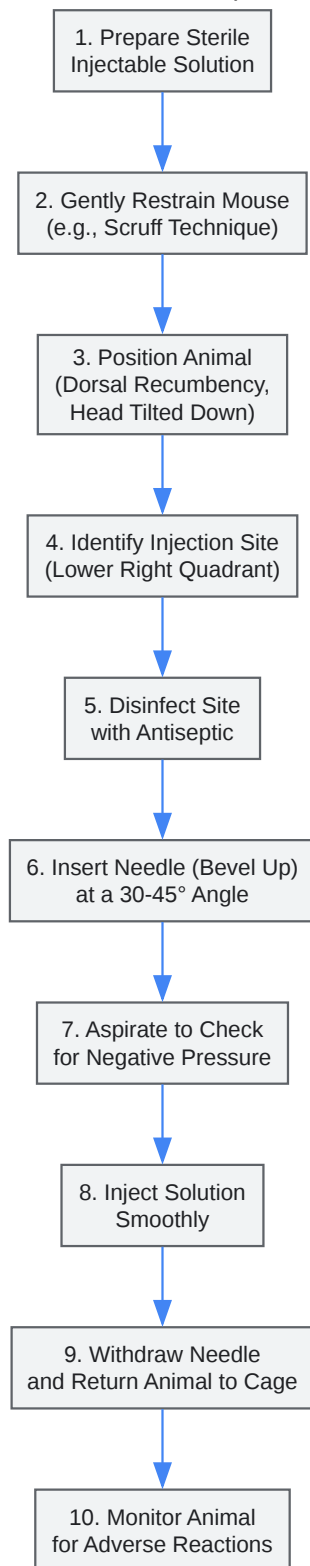 1. Prepare Sterile
Injectable Solution
2. Gently Restrain Mouse
(e.g., Scruff Technique)
3. Position Animal
(Dorsal Recumbency,
Head Tilted Down)
4. Identify Injection Site
(Lower Right Quadrant)
5. Disinfect Site
with Antiseptic
6. Insert Needle (Bevel Up)
at a 30-45° Angle
7. Aspirate to Check
for Negative Pressure
8. Inject Solution
Smoothly
9. Withdraw Needle
and Return Animal to Cage
10. Monitor Animal
for Adverse Reactions